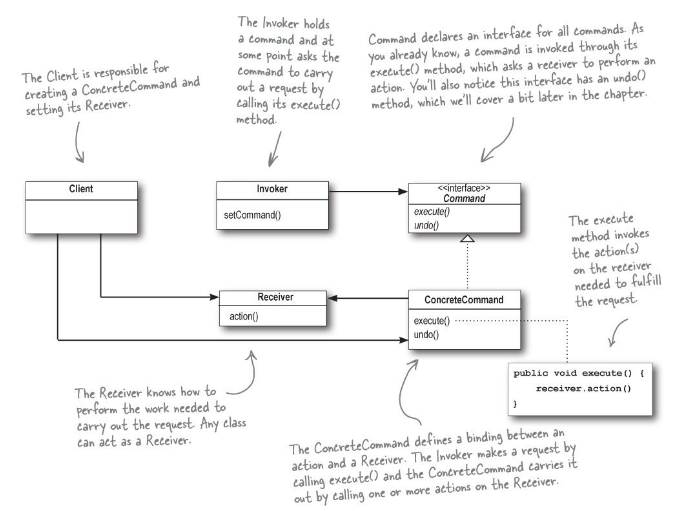 The Invoker holds
a command and at
some point asks the
command to carry
out a request by
calling its execute()
method.
Command declares an interface for all commands. As
you already know, a command is invoked through its
execute() method, which asks a receiver to perform an
action. You'll also notice this interface has an undo()
method, which we'll cover a bit later in the chapter.
The Client is responsible for
creating a ConcreteCommand and
setting its Receiver.
Client
Invoker
setCommand()
<<interface>>
Command
execute()
undo()
The execute
method invokes
the action(s)
on the receiver
needed to fulfill
the request.
Receiver
action()
ConcreteCommand
execute()
undo()
public void execute() {
receiver.action()
}
The Receiver knows how to
perform the work needed to
carry out the request. Any class
can act as a Receiver.
The ConcreteCommand defines a binding between an
action and a Receiver. The Invoker makes a request by
calling execute() and the ConcreteCommand carries it
out by calling one or more actions on the Receiver.